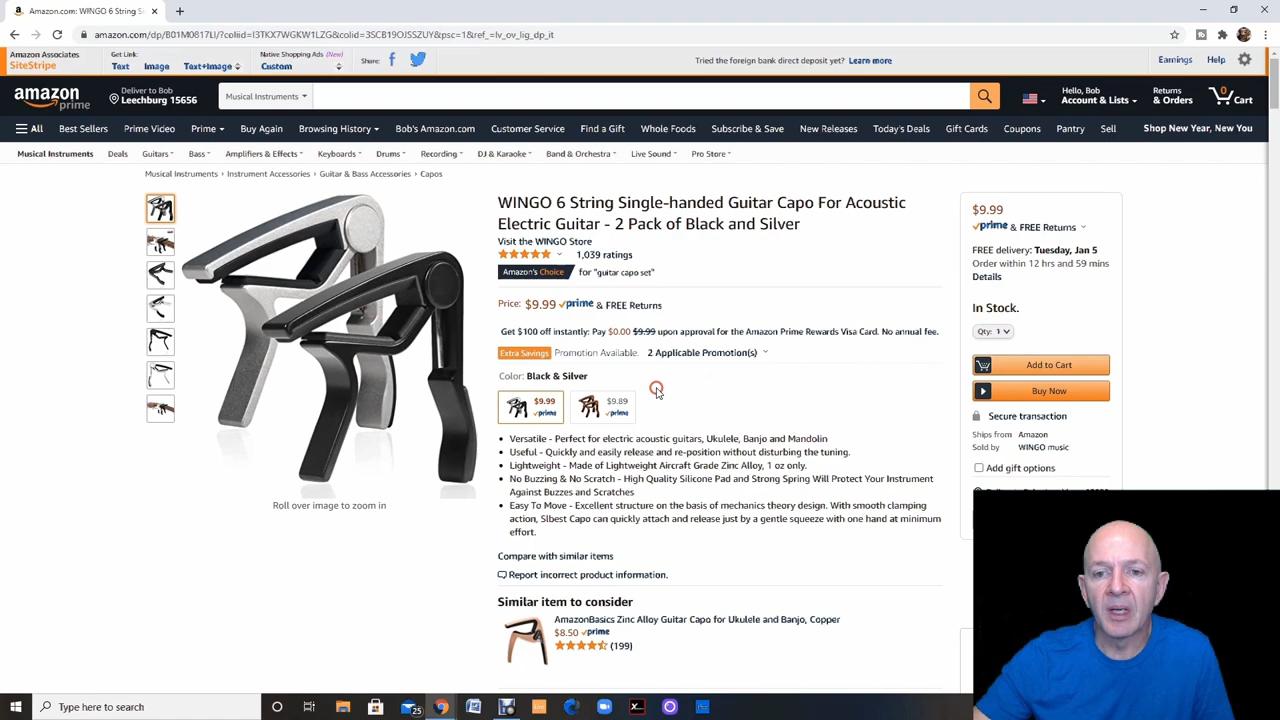 Amazon.com: WINGO 6 String Si
amazon.com/dp/B01M0817LI/?coliid=I3TKX7WGKW1LZG&colid=3SCB19OJSSZUY&psc=1&ref_=lv_ov_lig_dp_it
Amazon Associates
SiteStripe
Get Link:
Text
Image
Text+Image
Native Shopping Ads (New)
Custom
Share:
Tried the foreign bank direct deposit yet? Learn more
Earnings
Help
amazon
prime
Deliver to Bob
Leechburg 15656
Musical Instruments
Hello, Bob
Account & Lists
Returns
& Orders
0
Cart
All
Best Sellers
Prime Video
Prime
Buy Again
Browsing History
Bob's Amazon.com
Customer Service
Find a Gift
Whole Foods
Subscribe & Save
New Releases
Today's Deals
Gift Cards
Coupons
Pantry
Sell
Shop New Year, New You
Musical Instruments
Deals
Guitars
Bass
Amplifiers & Effects
Keyboards
Drums
Recording
DJ & Karaoke
Band & Orchestra
Live Sound
Pro Store
Musical Instruments › Instrument Accessories › Guitar & Bass Accessories › Capos
WINGO 6 String Single-handed Guitar Capo For Acoustic
Electric Guitar - 2 Pack of Black and Silver
Visit the WINGO Store
1,039 ratings
Amazon's Choice for "guitar capo set"
Price: $9.99 prime & FREE Returns
Get $100 off instantly: Pay $0.00 $9.99 upon approval for the Amazon Prime Rewards Visa Card. No annual fee.
Extra Savings Promotion Available. 2 Applicable Promotion(s)
Color: Black & Silver
$9.99
prime
$9.89
prime
• Versatile - Perfect for electric acoustic guitars, Ukulele, Banjo and Mandolin
• Useful - Quickly and easily release and re-position without disturbing the tuning.
• Lightweight - Made of Lightweight Aircraft Grade Zinc Alloy, 1 oz only.
• No Buzzing & No Scratch - High Quality Silicone Pad and Strong Spring Will Protect Your Instrument
Against Buzzes and Scratches
• Easy To Move - Excellent structure on the basis of mechanics theory design. With smooth clamping
action, Slbest Capo can quickly attach and release just by a gentle squeeze with one hand at minimum
effort.
Compare with similar items
Report incorrect product information.
Similar item to consider
AmazonBasics Zinc Alloy Guitar Capo for Ukulele and Banjo, Copper
$8.50 prime
(199)
Roll over image to zoom in
$9.99
prime & FREE Returns
FREE delivery: Tuesday, Jan 5
Order within 12 hrs and 59 mins
Details
In Stock.
Qty: 1
Add to Cart
Buy Now
Secure transaction
Ships from Amazon
Sold by WINGO music
Add gift options
Type here to search
25